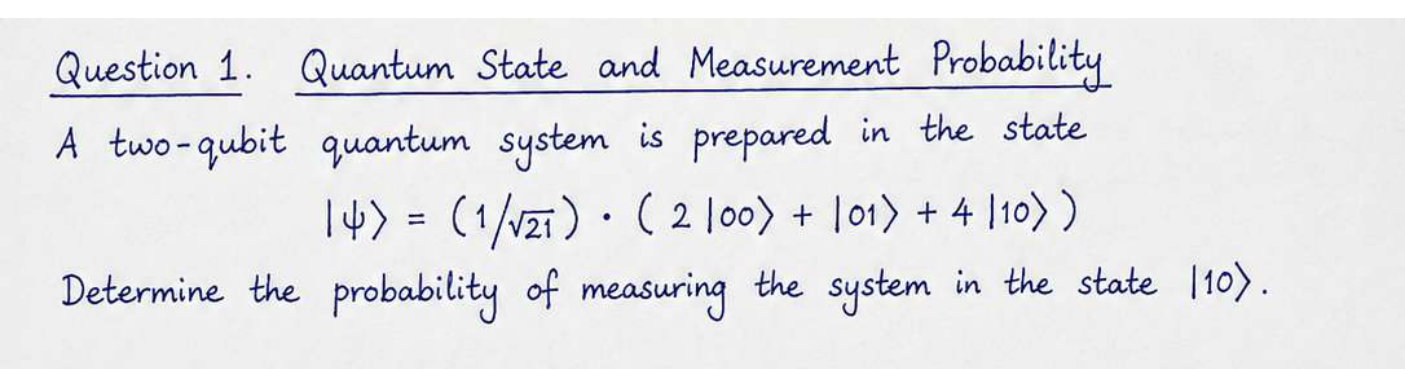 Question 1. Quantum State and Measurement Probability
A two-qubit quantum system is prepared in the state
|ψ⟩ = (1/√21) · ( 2 |00⟩ + |01⟩ + 4 |10⟩ )
Determine the probability of measuring the system in the state |10⟩.